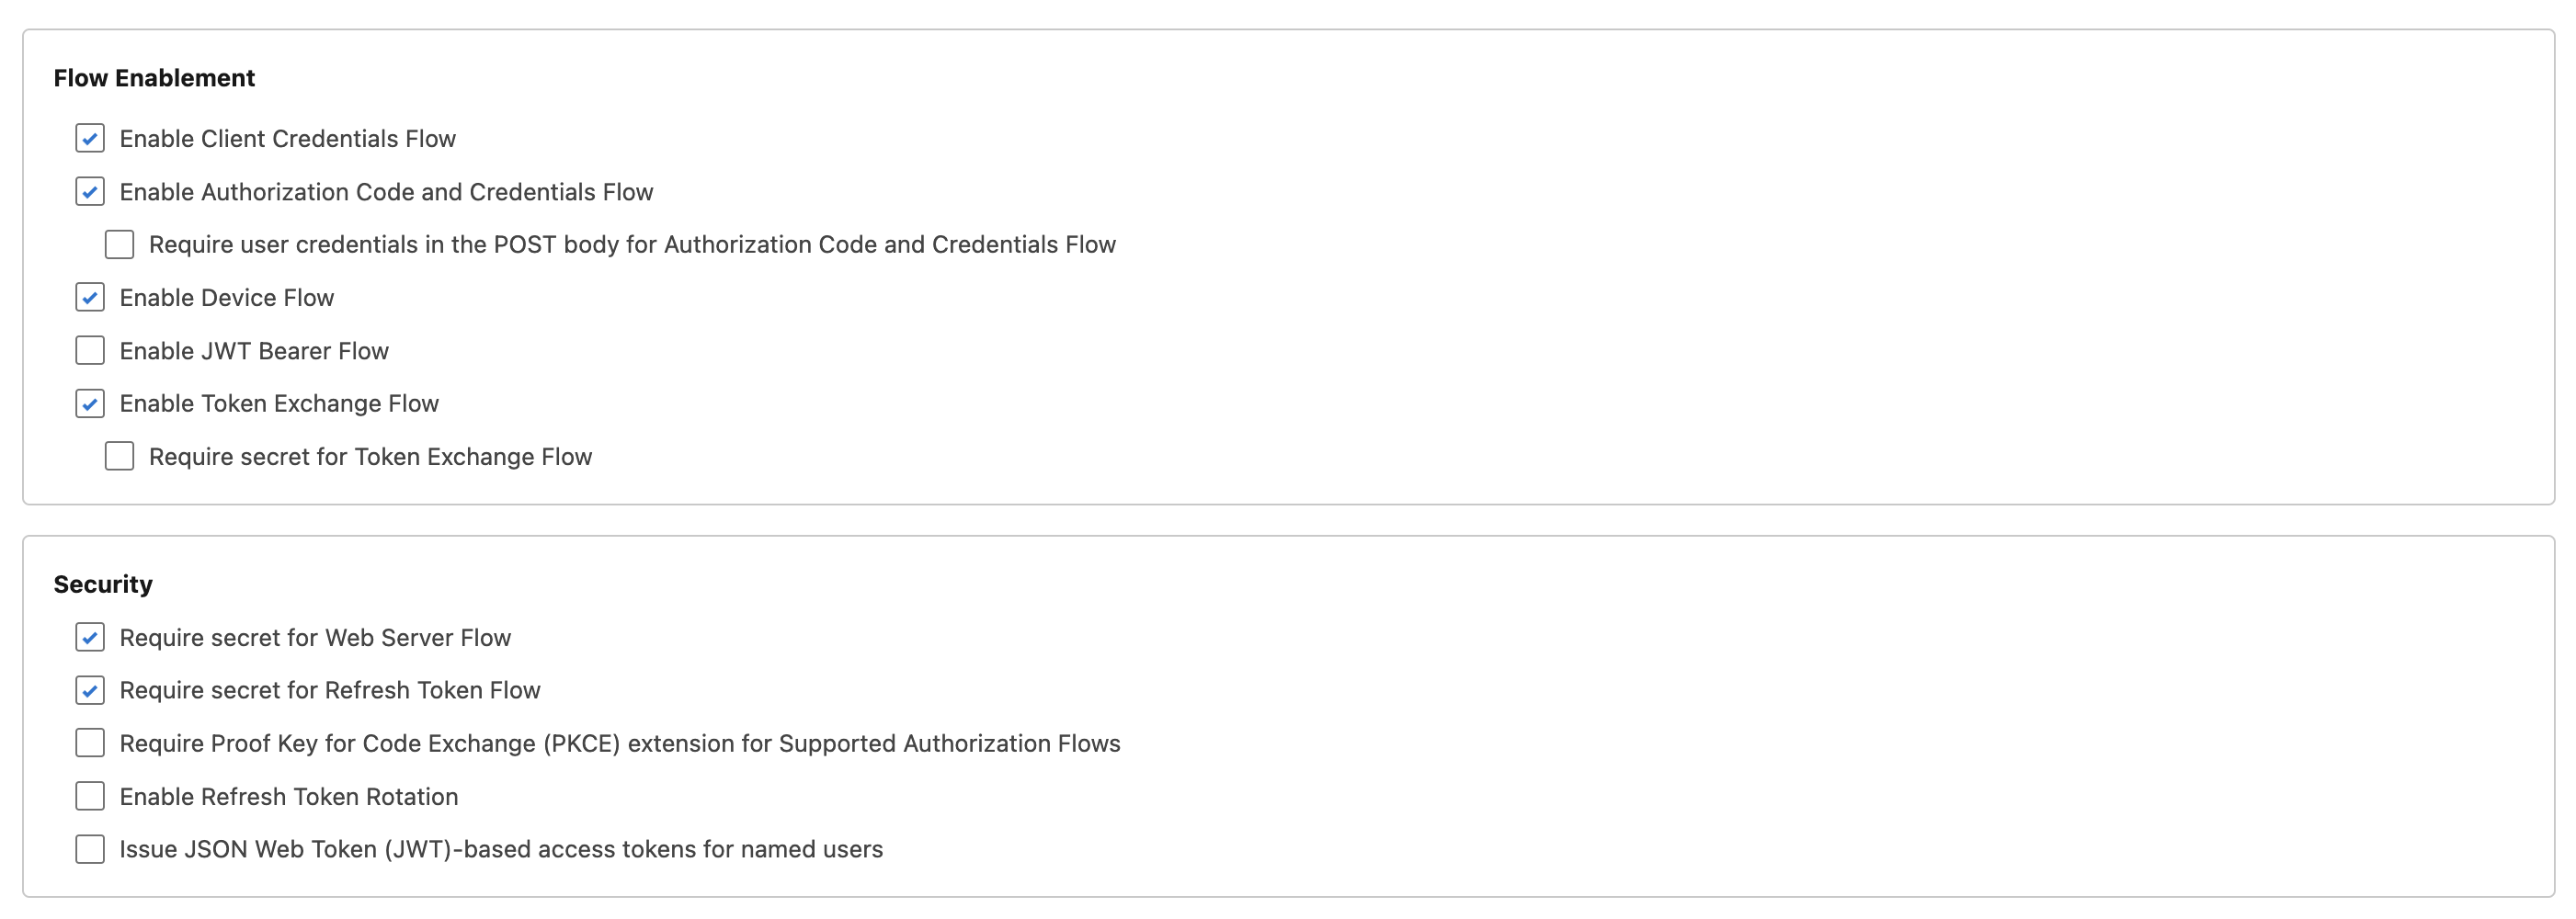 Flow Enablement
Enable Client Credentials Flow
Enable Authorization Code and Credentials Flow
Require user credentials in the POST body for Authorization Code and Credentials Flow
Enable Device Flow
Enable JWT Bearer Flow
Enable Token Exchange Flow
Require secret for Token Exchange Flow
Security
Require secret for Web Server Flow
Require secret for Refresh Token Flow
Require Proof Key for Code Exchange (PKCE) extension for Supported Authorization Flows
Enable Refresh Token Rotation
Issue JSON Web Token (JWT)-based access tokens for named users